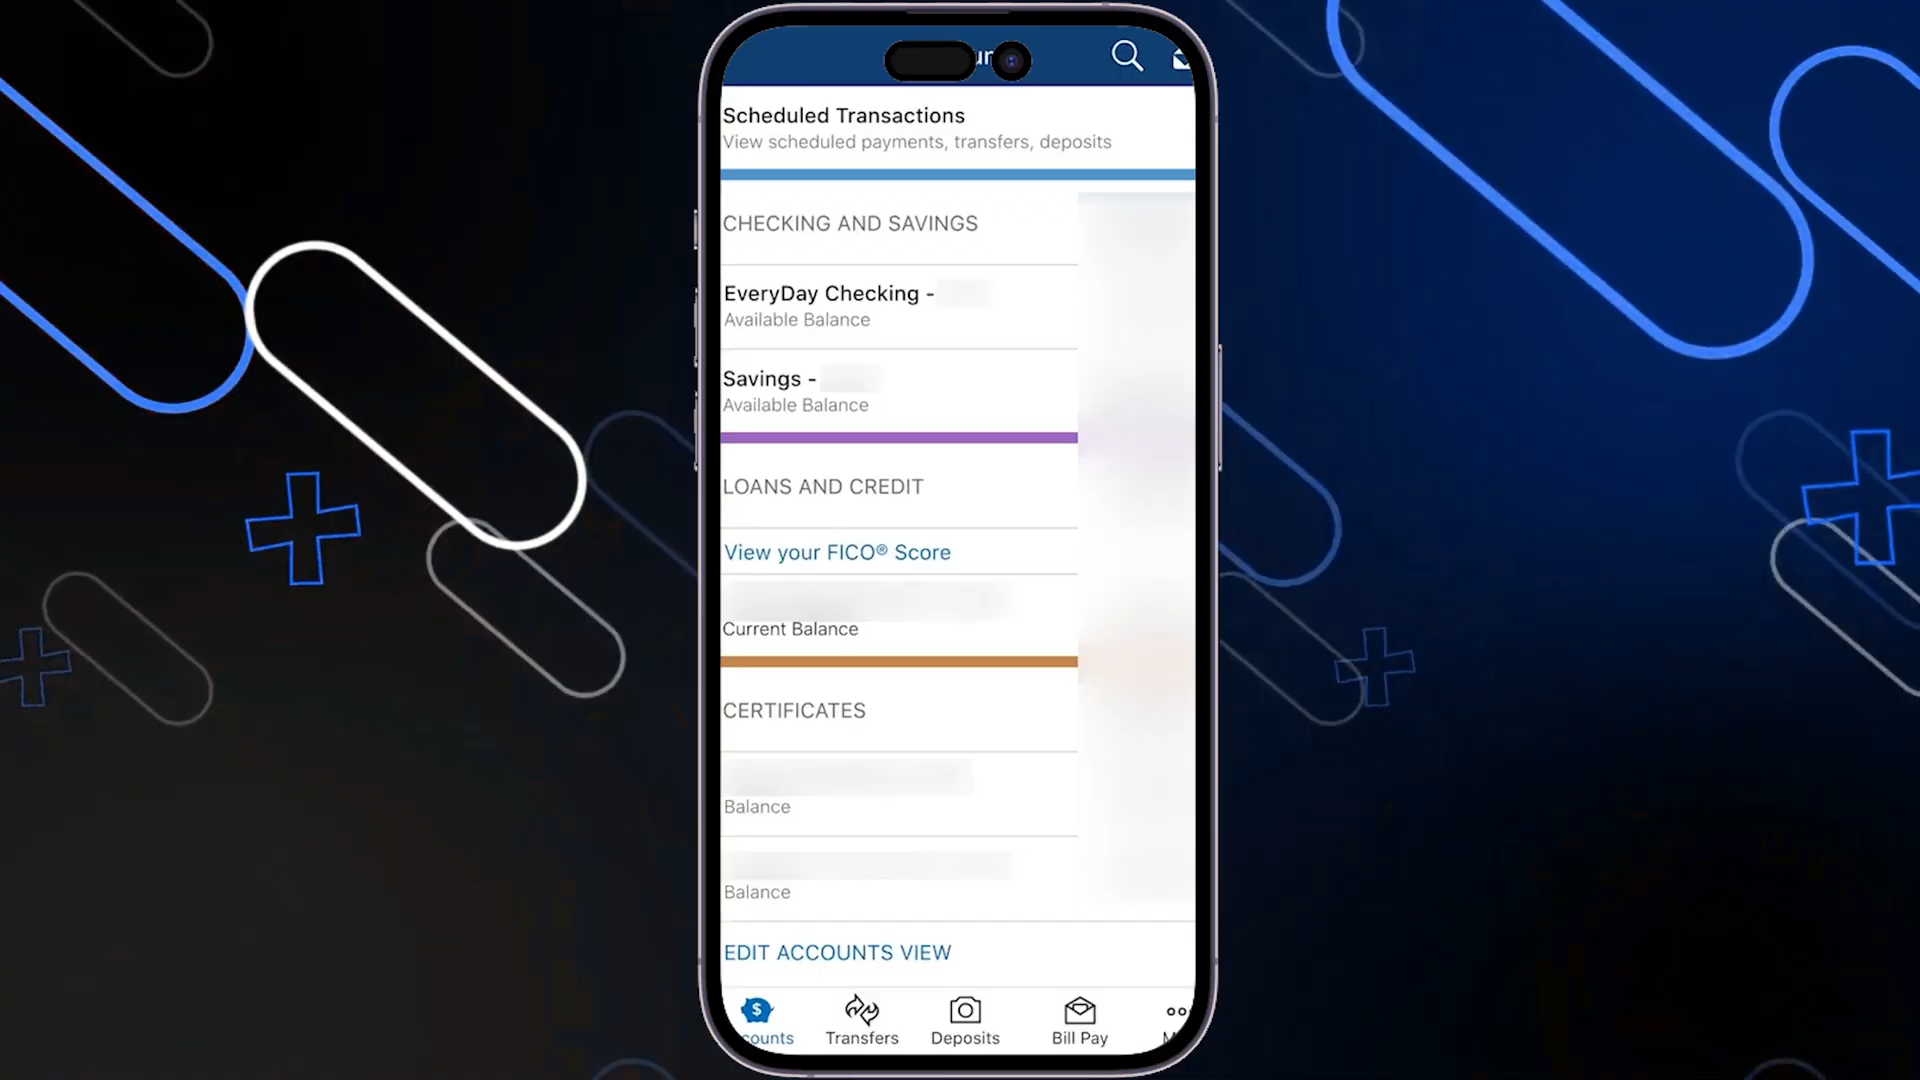 Scheduled Transactions
View scheduled payments, transfers, deposits
CHECKING AND SAVINGS
EveryDay Checking -
Available Balance
Savings -
Available Balance
LOANS AND CREDIT
View your FICO® Score
Current Balance
CERTIFICATES
Balance
Balance
EDIT ACCOUNTS VIEW
counts Transfers Deposits Bill Pay